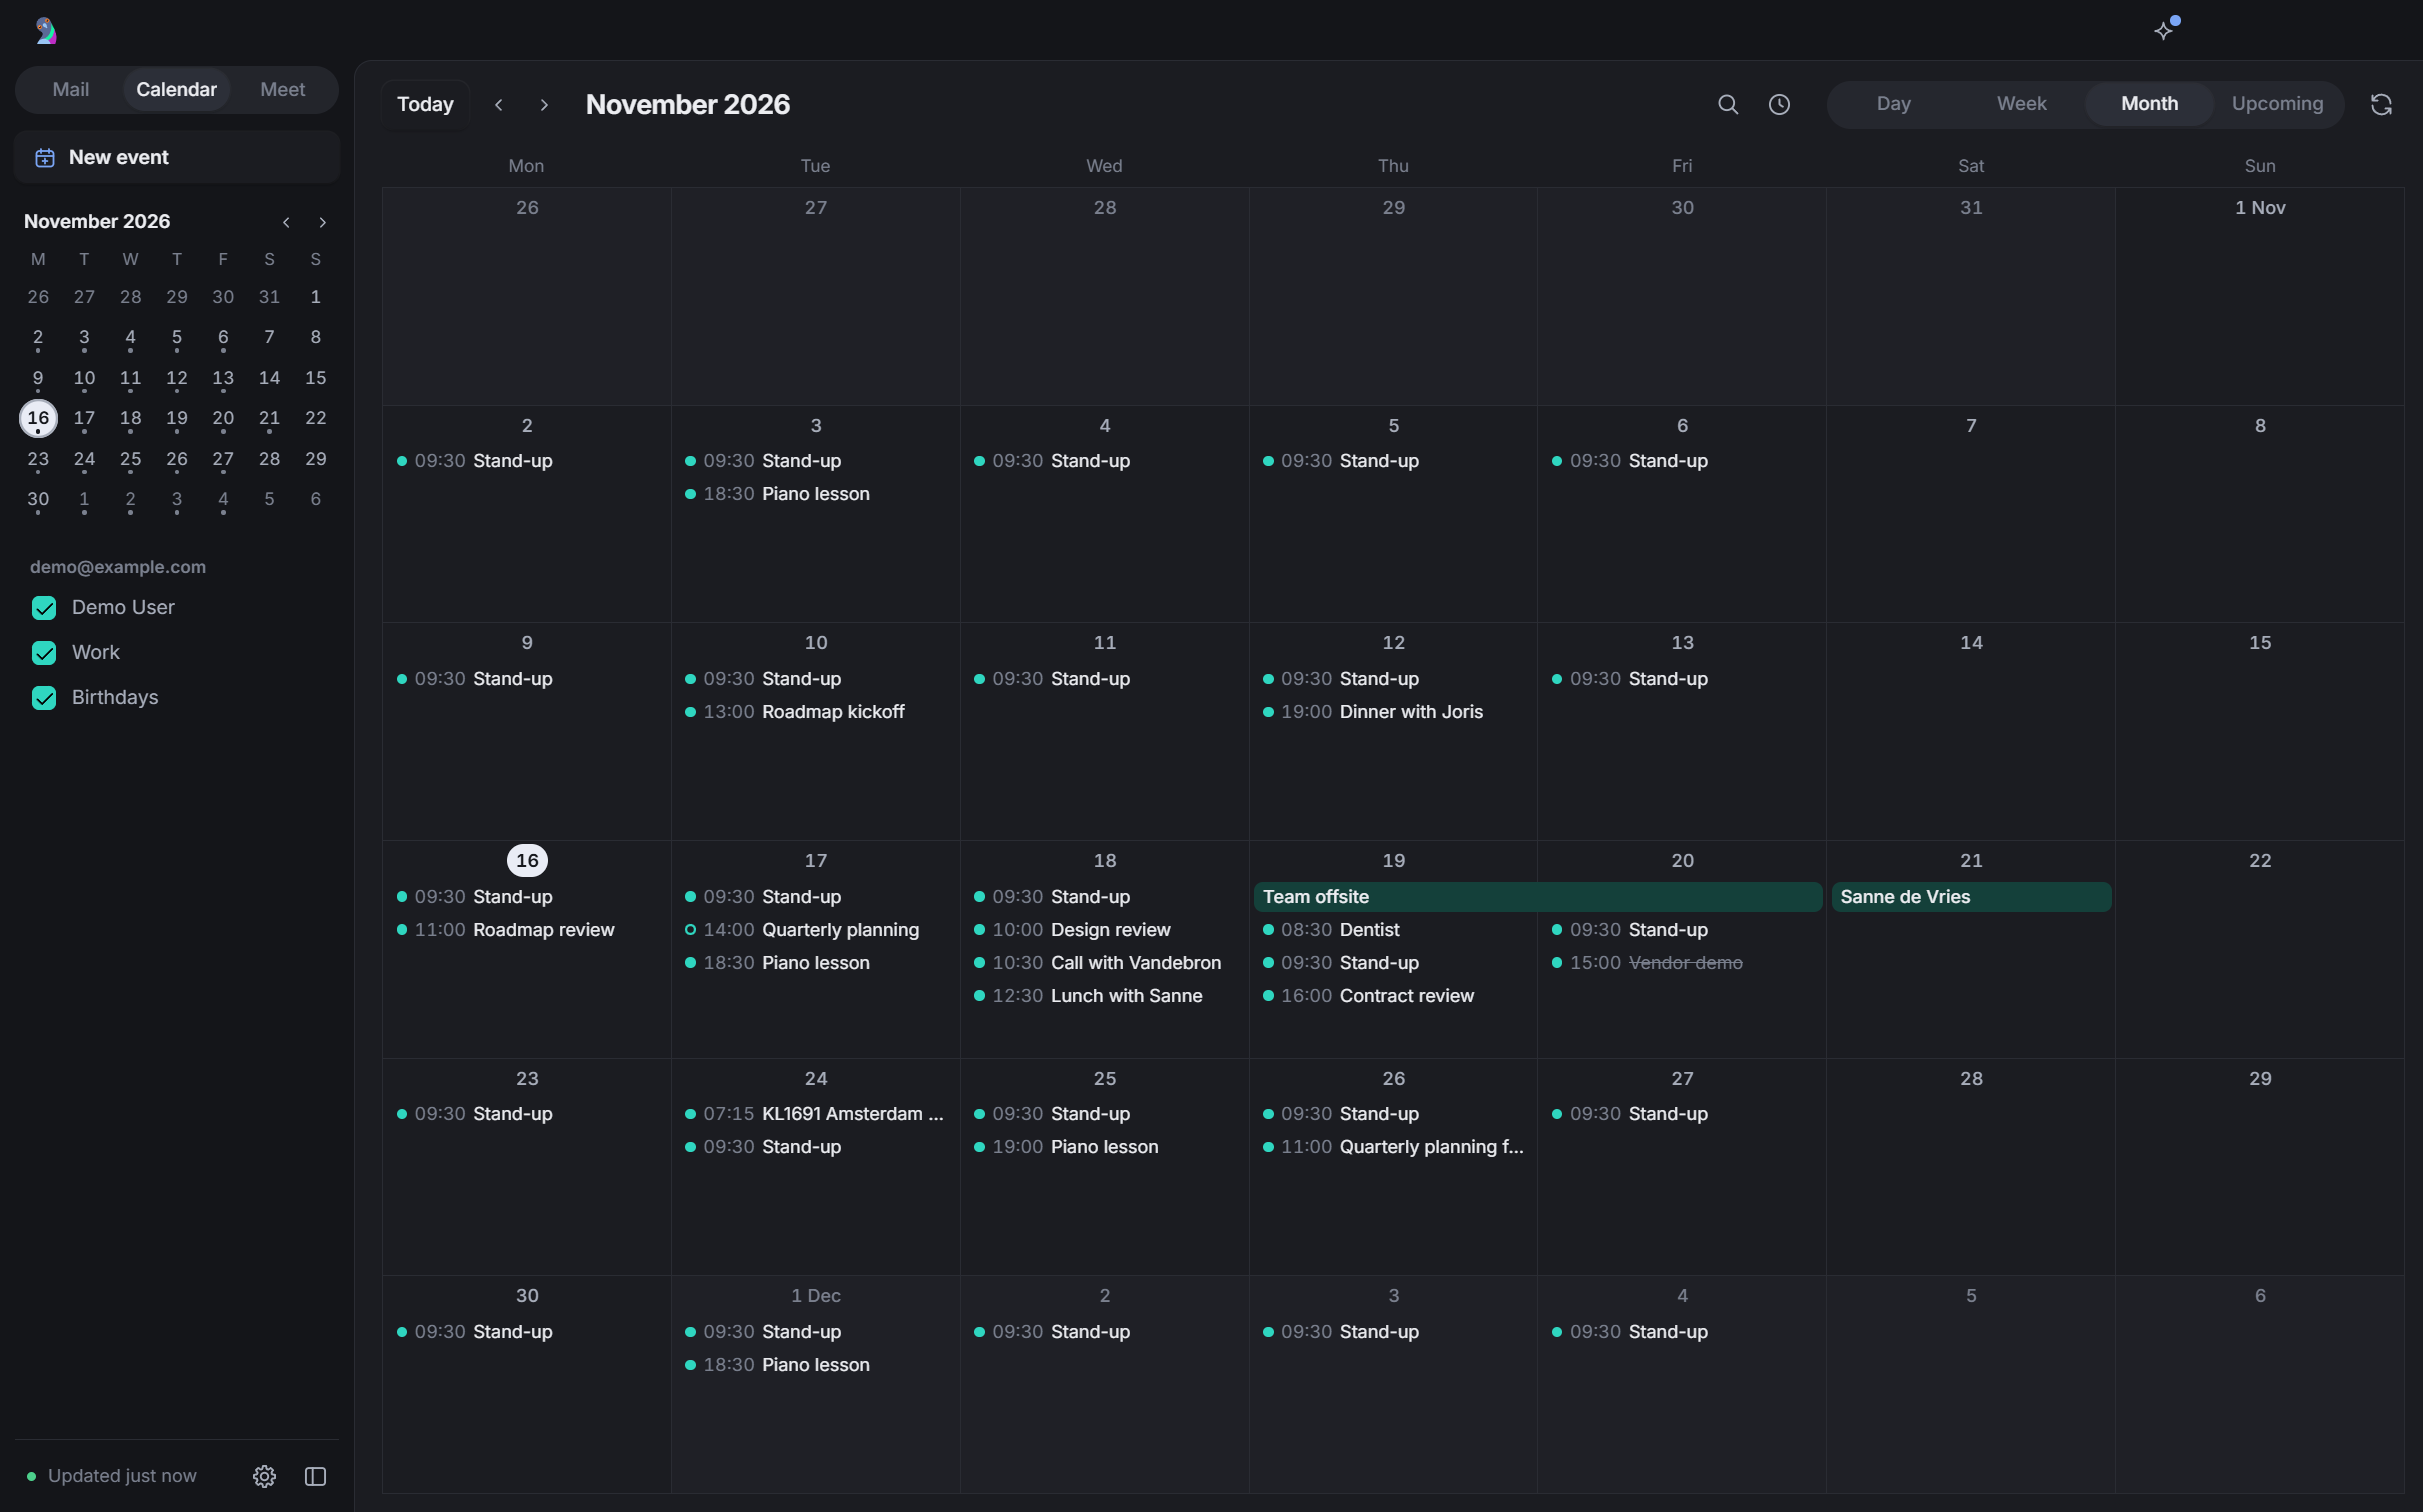 Mail Calendar Meet
New event
November 2026
M T W T F S S
26 27 28 29 30 31 1
2 3 4 5 6 7 8
9 10 11 12 13 14 15
16 17 18 19 20 21 22
23 24 25 26 27 28 29
30 1 2 3 4 5 6
demo@example.com
Demo User
Work
Birthdays
Updated just now
Today November 2026 Day Week Month Upcoming
Mon Tue Wed Thu Fri Sat Sun
26 27 28 29 30 31 1 Nov
2 3 4 5 6 7 8
09:30 Stand-up 09:30 Stand-up 09:30 Stand-up 09:30 Stand-up 09:30 Stand-up
18:30 Piano lesson
9 10 11 12 13 14 15
09:30 Stand-up 09:30 Stand-up 09:30 Stand-up 09:30 Stand-up 09:30 Stand-up
13:00 Roadmap kickoff 19:00 Dinner with Joris
16 17 18 19 20 21 22
09:30 Stand-up 09:30 Stand-up 09:30 Stand-up Team offsite Sanne de Vries
11:00 Roadmap review 14:00 Quarterly planning 10:00 Design review 08:30 Dentist 09:30 Stand-up
18:30 Piano lesson 10:30 Call with Vandebron 09:30 Stand-up 15:00 Vendor demo
12:30 Lunch with Sanne 16:00 Contract review
23 24 25 26 27 28 29
09:30 Stand-up 07:15 KL1691 Amsterdam ... 09:30 Stand-up 09:30 Stand-up 09:30 Stand-up
09:30 Stand-up 19:00 Piano lesson 11:00 Quarterly planning f...
30 1 Dec 2 3 4 5 6
09:30 Stand-up 09:30 Stand-up 09:30 Stand-up 09:30 Stand-up 09:30 Stand-up
18:30 Piano lesson